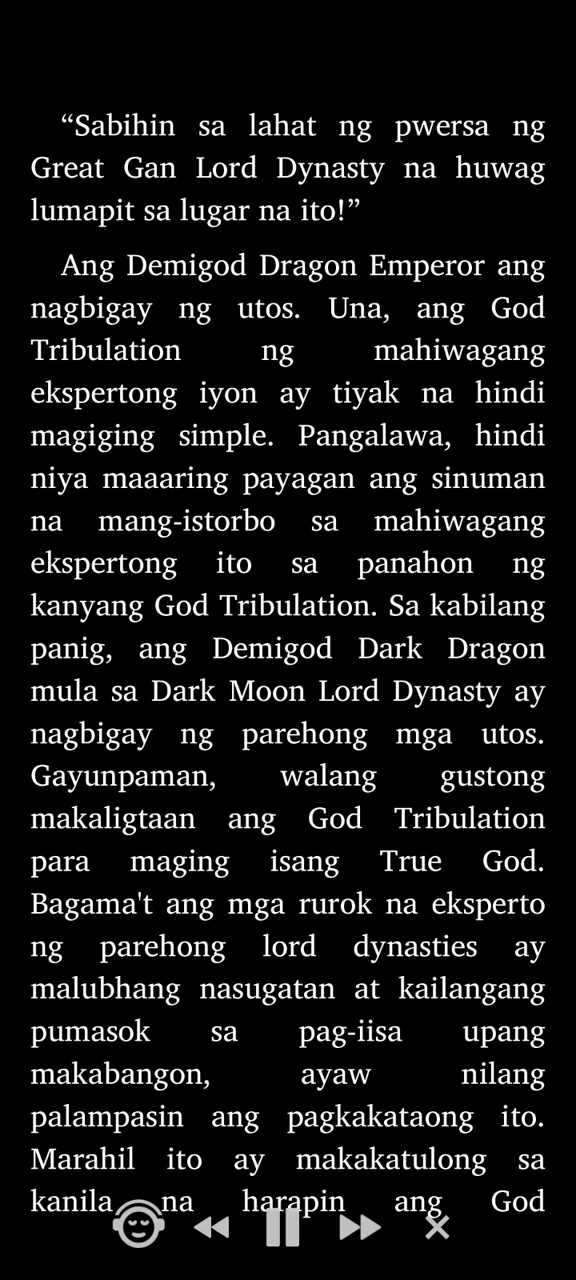 “Sabihin sa lahat ng pwersa ng
Great Gan Lord Dynasty na huwag
lumapit sa lugar na ito!”
Ang Demigod Dragon Emperor ang
nagbigay ng utos. Una, ang God
Tribulation ng mahiwagang
ekspertong iyon ay tiyak na hindi
magiging simple. Pangalawa, hindi
niya maaaring payagan ang sinuman
na mang-istorbo sa mahiwagang
ekspertong ito sa panahon ng
kanyang God Tribulation. Sa kabilang
panig, ang Demigod Dark Dragon
mula sa Dark Moon Lord Dynasty ay
nagbigay ng parehong mga utos.
Gayunpaman, walang gustong
makaligtaan ang God Tribulation
para maging isang True God.
Bagama't ang mga rurok na eksperto
ng parehong lord dynasties ay
malubhang nasugatan at kailangang
pumasok sa pag-iisa upang
makabangon, ayaw nilang
palampasin ang pagkakataong ito.
Marahil ito ay makakatulong sa
kanila na harapin ang God